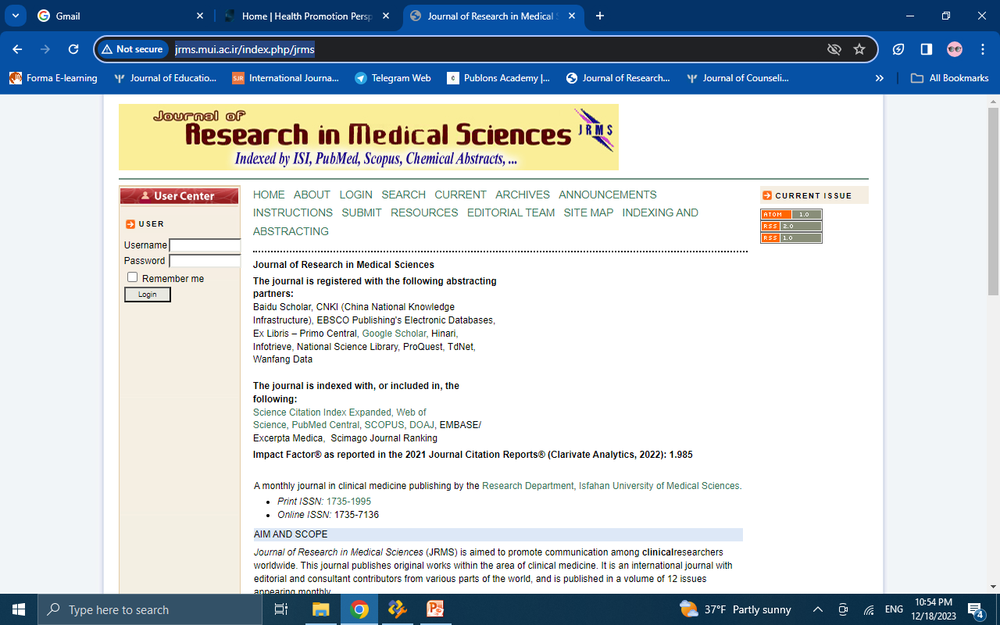 Gmail
Home | Health Promotion Persp
Journal of Research in Medical S
Not secure
jrms.mui.ac.ir/index.php/jrms
Forma E-learning
Journal of Educatio...
SJR
International Journa...
Telegram Web
Publons Academy |...
Journal of Research...
Journal of Counseli...
All Bookmarks
Journal of
Research in Medical Sciences
Indexed by ISI, PubMed, Scopus, Chemical Abstracts, ...
JRMS
User Center
USER
Username
Password
Remember me
Login
HOME ABOUT LOGIN SEARCH CURRENT ARCHIVES ANNOUNCEMENTS
INSTRUCTIONS SUBMIT RESOURCES EDITORIAL TEAM SITE MAP INDEXING AND
ABSTRACTING
Journal of Research in Medical Sciences
The journal is registered with the following abstracting
partners:
Baidu Scholar, CNKI (China National Knowledge
Infrastructure), EBSCO Publishing's Electronic Databases,
Ex Libris – Primo Central, Google Scholar, Hinari,
Infotrieve, National Science Library, ProQuest, TdNet,
Wanfang Data
The journal is indexed with, or included in, the
following:
Science Citation Index Expanded, Web of
Science, PubMed Central, SCOPUS, DOAJ, EMBASE/
Excerpta Medica,  Scimago Journal Ranking
Impact Factor® as reported in the 2021 Journal Citation Reports® (Clarivate Analytics, 2022): 1.985
A monthly journal in clinical medicine publishing by the Research Department, Isfahan University of Medical Sciences.
Print ISSN: 1735-1995
Online ISSN: 1735-7136
AIM AND SCOPE
Journal of Research in Medical Sciences (JRMS) is aimed to promote communication among clinicalresearchers
worldwide. This journal publishes original works within the area of clinical medicine. It is an international journal with
editorial and consultant contributors from various parts of the world, and is published in a volume of 12 issues
appearing monthly.
CURRENT ISSUE
ATOM 1.0
RSS 2.0
RSS 1.0
Type here to search
37°F Partly sunny
ENG
10:54 PM
12/18/2023
4